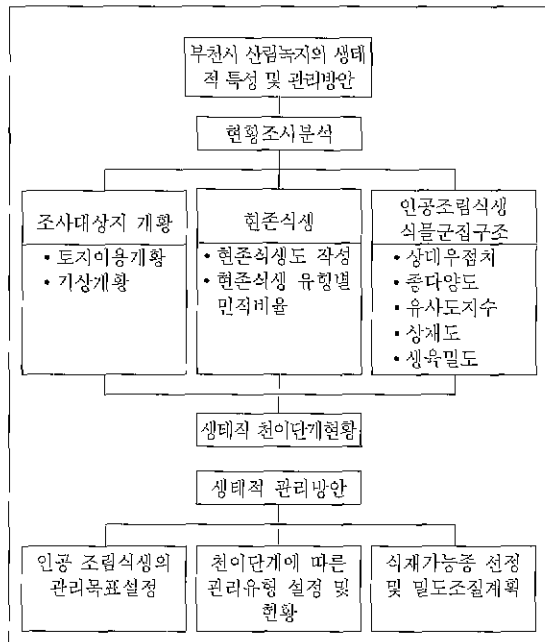 부천시 산림녹지의 생태
적 특성 및 관리방안
현황조사분석
조사대상지 개황
• 토지이용개황
• 기상개황
현존식생
• 현존식생도 작성
• 현존식생 유형별
면적비율
인공조림식생
식물군집구조
• 상대우점치
• 종다양도
• 유사도지수
• 상재도
• 생육밀도
생태적 천이단계현황
생태적 관리방안
인공 조림식생의
관리목표설정
천이단계에 따른
관리유형 설정 및
현황
식재가능종 선정
및 밀도조절계획